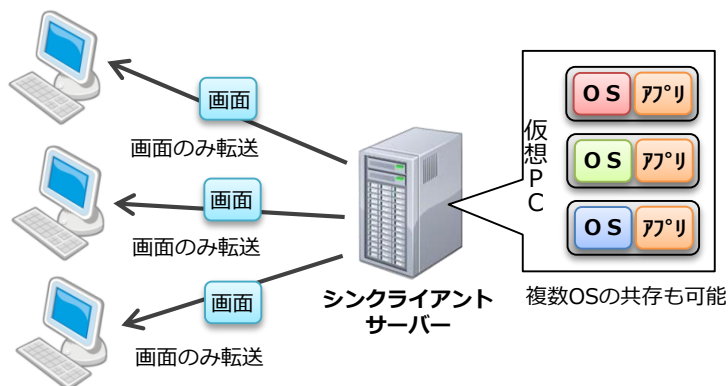 画面
画面のみ転送
画面
画面のみ転送
画面
画面のみ転送
シンクライアント
サーバー
仮想PC
OS ｱﾌﾟﾘ
OS ｱﾌﾟﾘ
OS ｱﾌﾟﾘ
複数OSの共存も可能